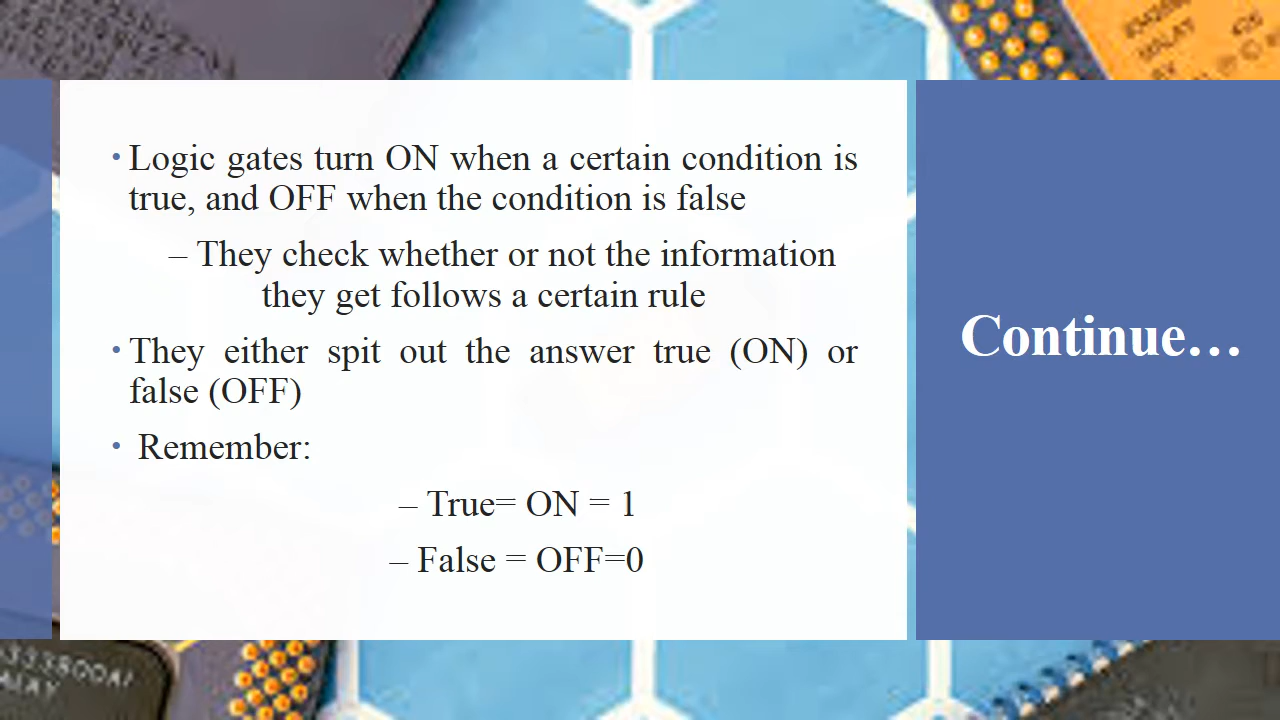 • Logic gates turn ON when a certain condition is
true, and OFF when the condition is false
– They check whether or not the information
they get follows a certain rule
• They either spit out the answer true (ON) or
false (OFF)
• Remember:
– True= ON = 1
– False = OFF=0
Continue…